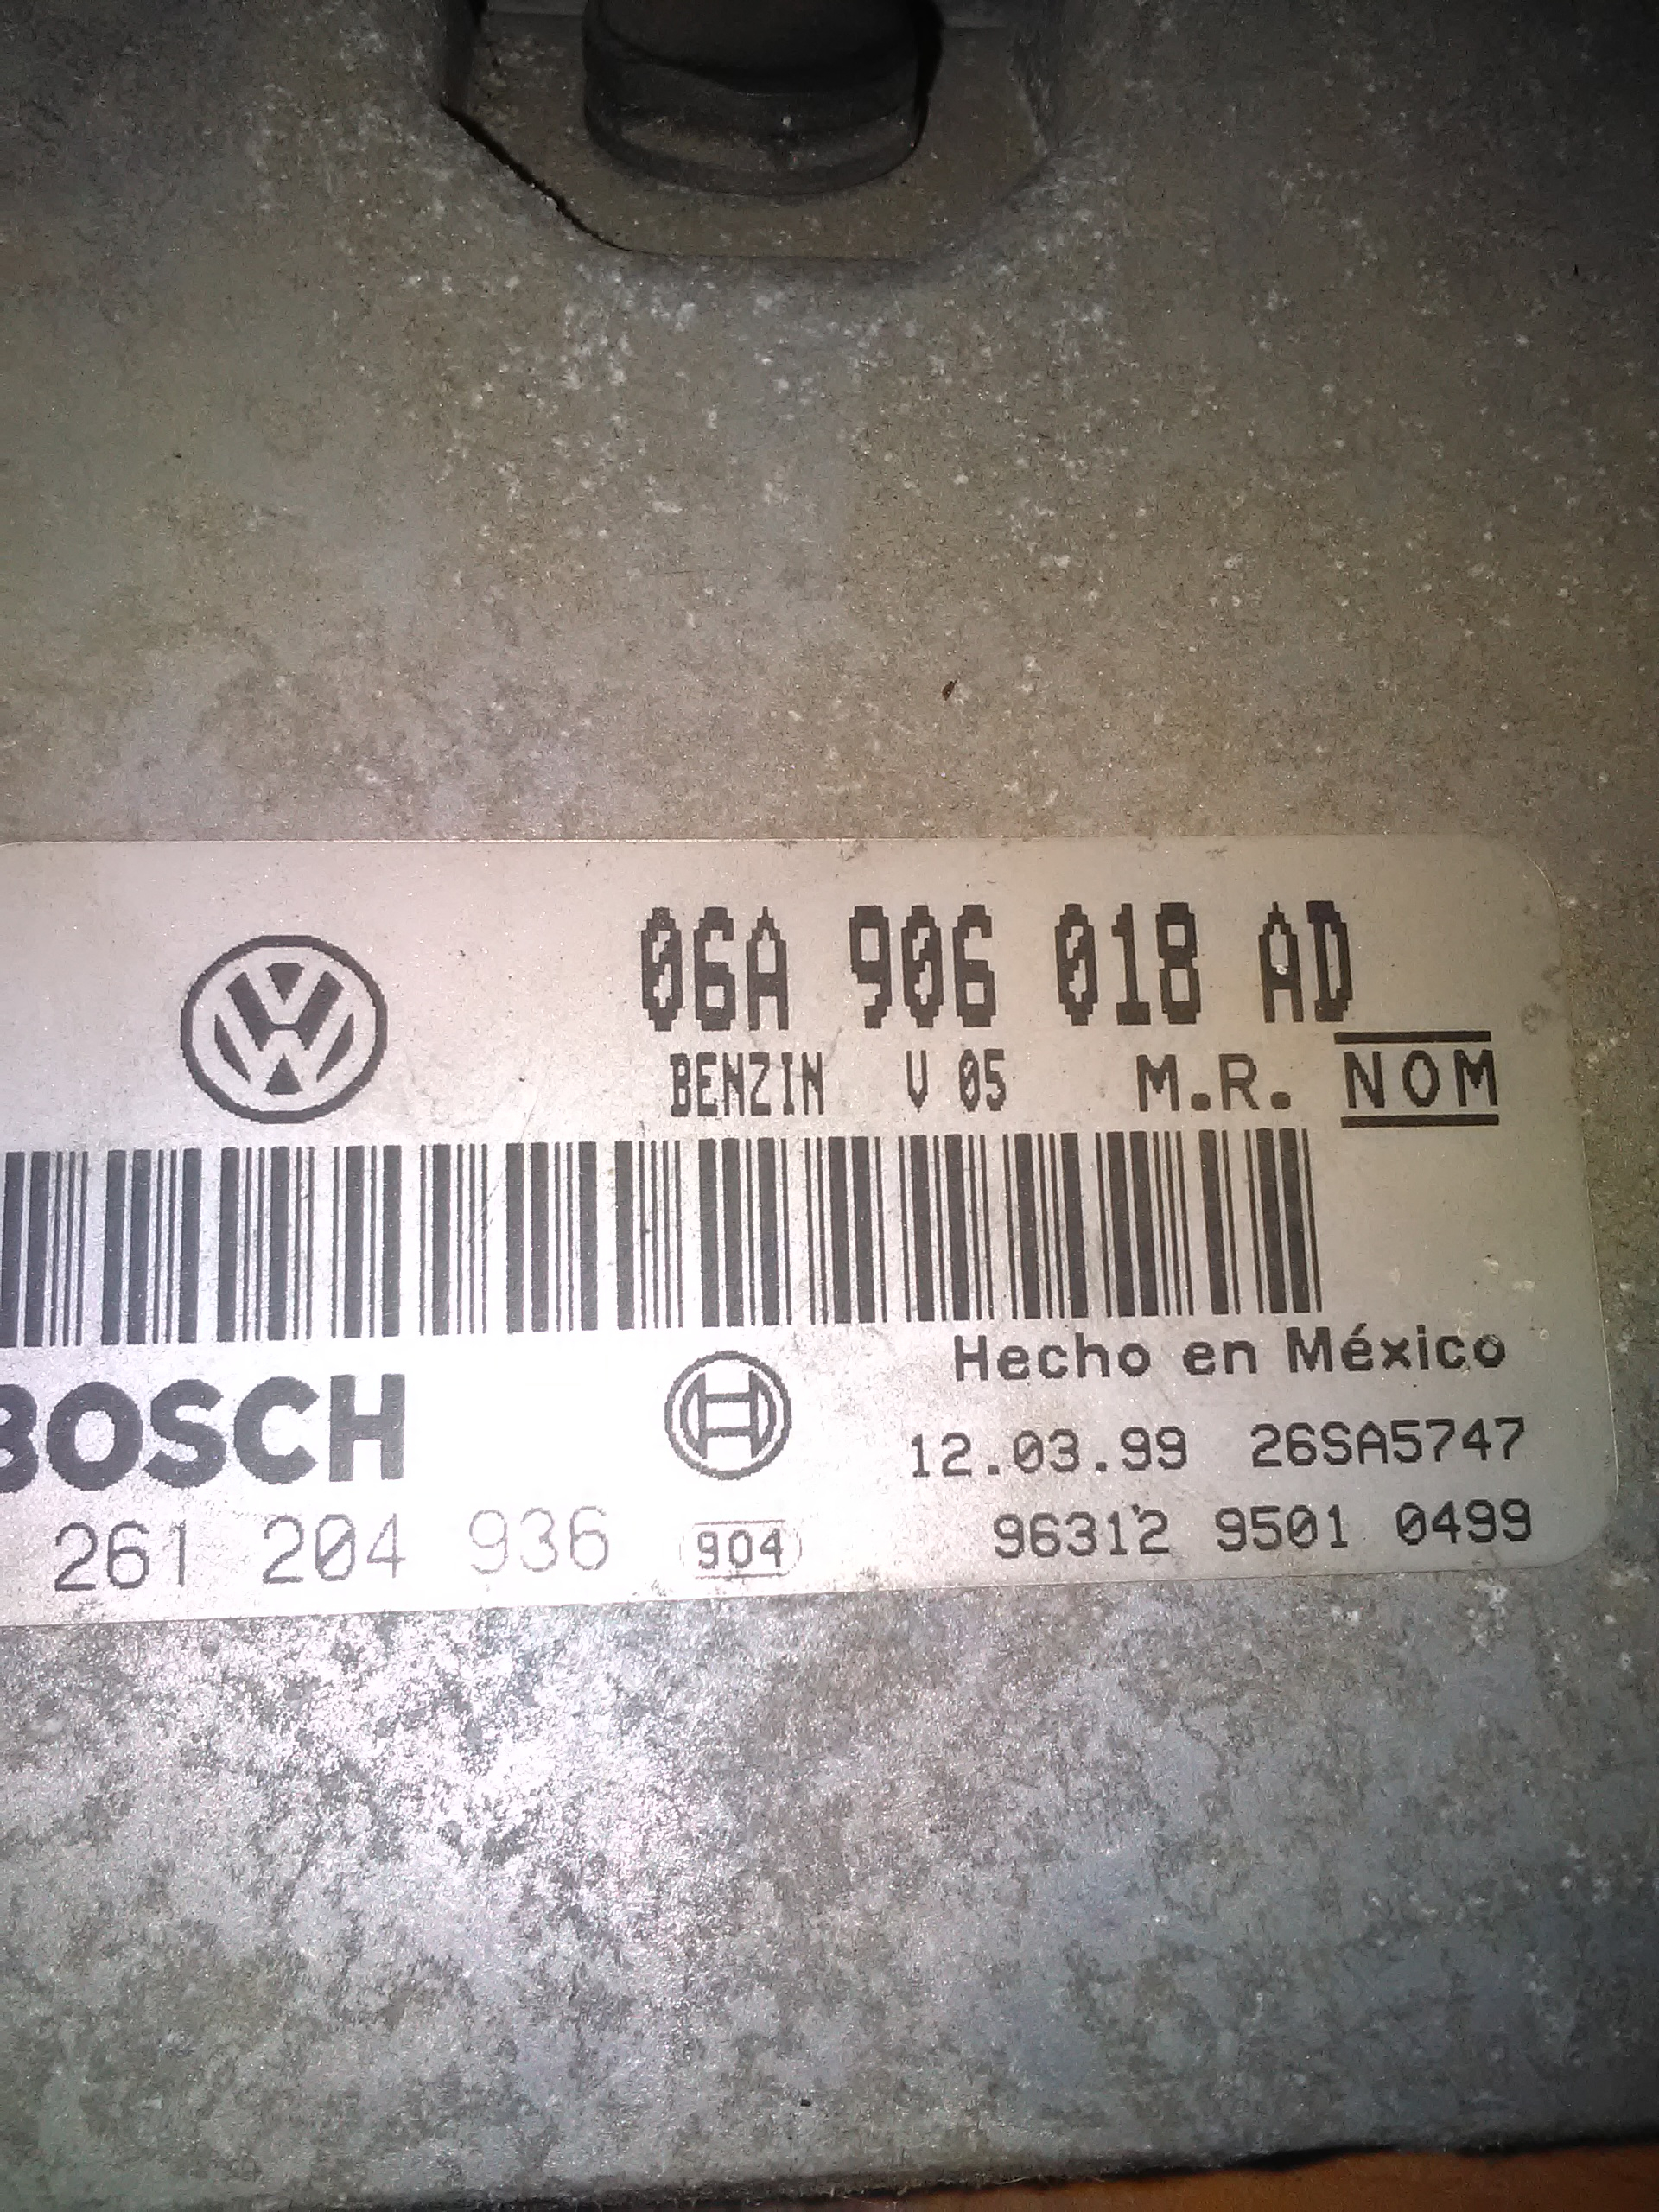 06A 906 018 AD
BENZIN V 05 M.R. NOM
Hecho en México
BOSCH
12.03.99 26SA5747
261 204 936 904 96312 9501 0499